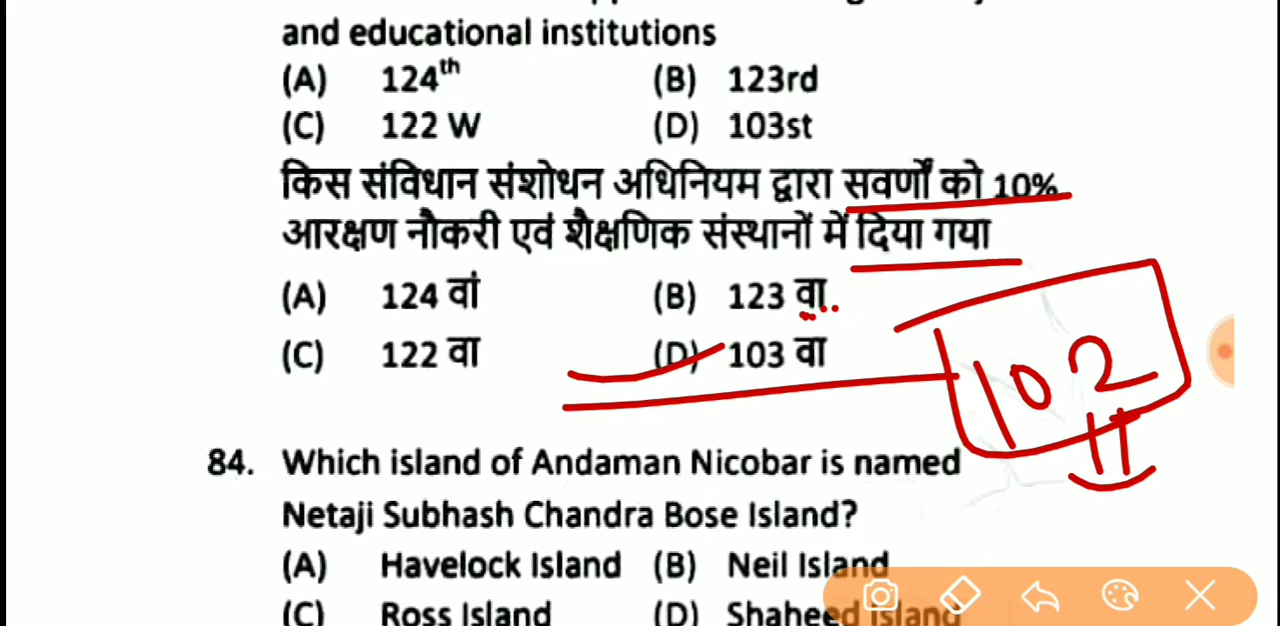 and educational institutions
(A) 124th (B) 123rd
(C) 122 W (D) 103st
किस संविधान संशोधन अधिनियम द्वारा सवर्णों को 10%
आरक्षण नौकरी एवं शैक्षणिक संस्थानों में दिया गया
(A) 124 वां (B) 123 वा
(C) 122 वा (D) 103 वा
102
84. Which island of Andaman Nicobar is named
Netaji Subhash Chandra Bose Island?
(A) Havelock Island (B) Neil Island
(C) Ross Island (D) Shaheed Island